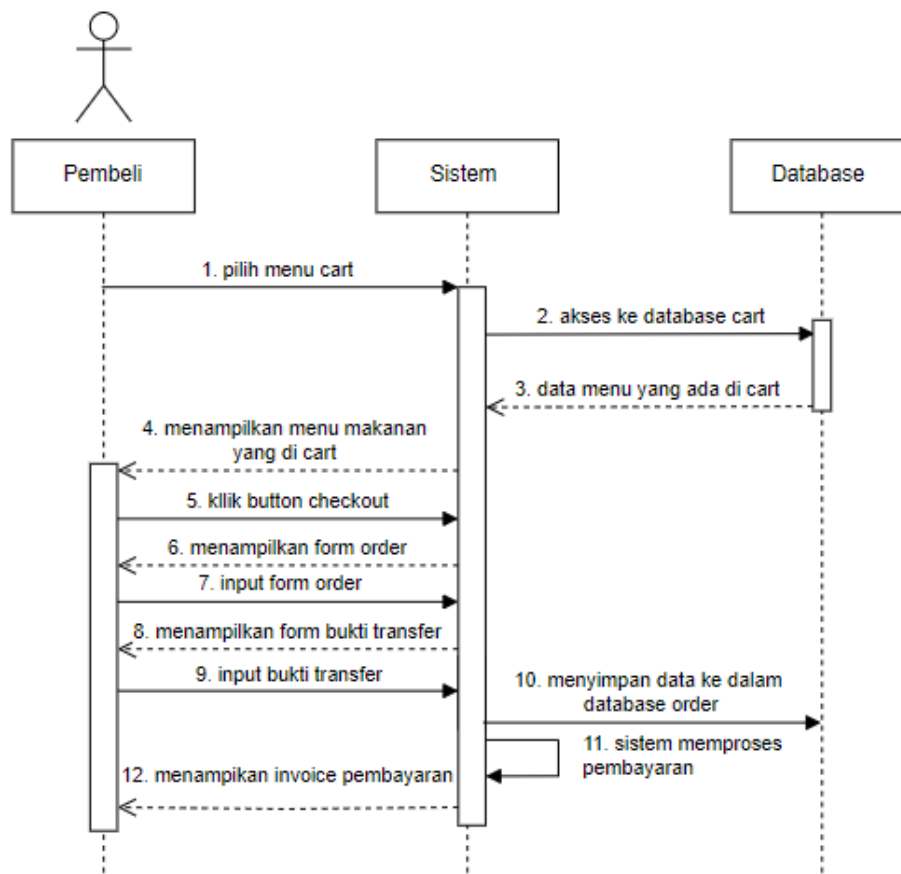 Pembeli
Sistem
Database
1. pilih menu cart
2. akses ke database cart
3. data menu yang ada di cart
4. menampilkan menu makanan
yang di cart
5. kllik button checkout
6. menampilkan form order
7. input form order
8. menampilkan form bukti transfer
9. input bukti transfer
10. menyimpan data ke dalam
database order
11. sistem memproses
pembayaran
12. menampikan invoice pembayaran